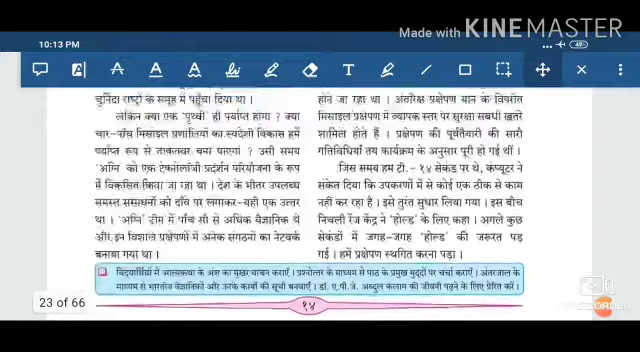 Made with KINEMASTER
10:13 PM
49
चुनिंदा राष्ट्रों के समूह में पहुँचा दिया था ।
लेकिन क्या एक 'पृथ्वी' ही पर्याप्त होगा ? क्या
चार-पाँच मिसाइल प्रणालियों का स्वदेशी विकास हमें
पर्याप्त रूप से ताकतवर बना पाएगा ? उसी समय
'अग्नि' को एक टेक्नोलॉजी प्रदर्शन परियोजना के रूप
में विकसित किया जा रहा था । देश के भीतर उपलब्ध
समस्त संसाधनों को दाँव पर लगाकर-यही एक उत्तर
था । 'अग्नि' टीम में पाँच सौ से अधिक वैज्ञानिक थे
और इन विशाल प्रक्षेपणों में अनेक संगठनों का नेटवर्क
बनाया गया था ।
होने जा रहा था । अंतरिक्ष प्रक्षेपण यान के विपरीत
मिसाइल प्रक्षेपण में व्यापक स्तर पर सुरक्षा संबंधी खतरे
शामिल होते हैं । प्रक्षेपण की पूर्वतैयारी की सारी
गतिविधियाँ तय कार्यक्रम के अनुसार पूरी हो गई थीं ।
जिस समय हम टी.- १४ सेकंड पर थे, कंप्यूटर ने
संकेत दिया कि उपकरणों में से कोई एक ठीक से काम
नहीं कर रहा है । इसे तुरंत सुधार लिया गया । इस बीच
निचली रेंज केंद्र ने 'होल्ड' के लिए कहा । अगले कुछ
सेकंडों में जगह-जगह 'होल्ड' की जरूरत पड़
गई । हमें प्रक्षेपण स्थगित करना पड़ा ।
विद्यार्थियों से आत्मकथा के अंश का मुखर वाचन कराएँ । प्रश्नोत्तर के माध्यम से पाठ के प्रमुख मुद्दों पर चर्चा कराएँ । अंतरजाल के
माध्यम से भारतीय वैज्ञानिकों और उनके कार्यों की सूची बनवाएँ । डॉ. ए.पी.जे. अब्दुल कलाम की जीवनी पढ़ने के लिए प्रेरित करें ।
23 of 66
१४